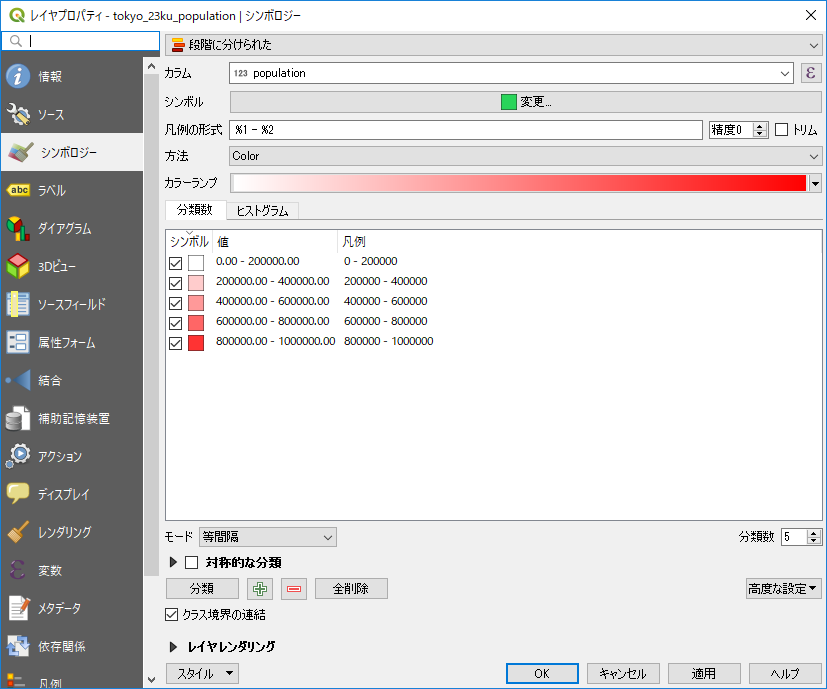 レイヤプロパティ - tokyo_23ku_population | シンボロジー
情報
ソース
シンボロジー
abc ラベル
ダイアグラム
3Dビュー
ソースフィールド
属性フォーム
結合
補助記憶装置
アクション
ディスプレイ
レンダリング
変数
メタデータ
依存関係
凡例
段階に分けられた
カラム 123 population ε
シンボル 変更...
凡例の形式 %1 - %2 精度0 トリム
方法 Color
カラーランプ
分類数 ヒストグラム
シンボル 値 凡例
0.00 - 200000.00 0 - 200000
200000.00 - 400000.00 200000 - 400000
400000.00 - 600000.00 400000 - 600000
600000.00 - 800000.00 600000 - 800000
800000.00 - 1000000.00 800000 - 1000000
モード 等間隔 分類数 5
対称的な分類
分類 全削除 高度な設定
クラス境界の連結
レイヤレンダリング
スタイル OK キャンセル 適用 ヘルプ